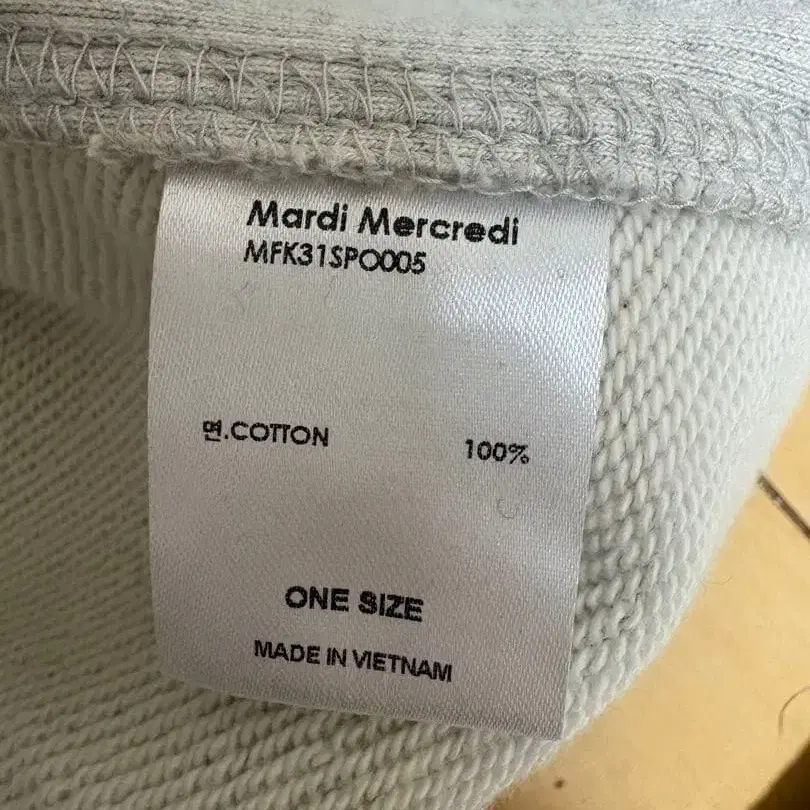 Mardi Mercredi
MFK31SPO005
면.COTTON 100%
ONE SIZE
MADE IN VIETNAM